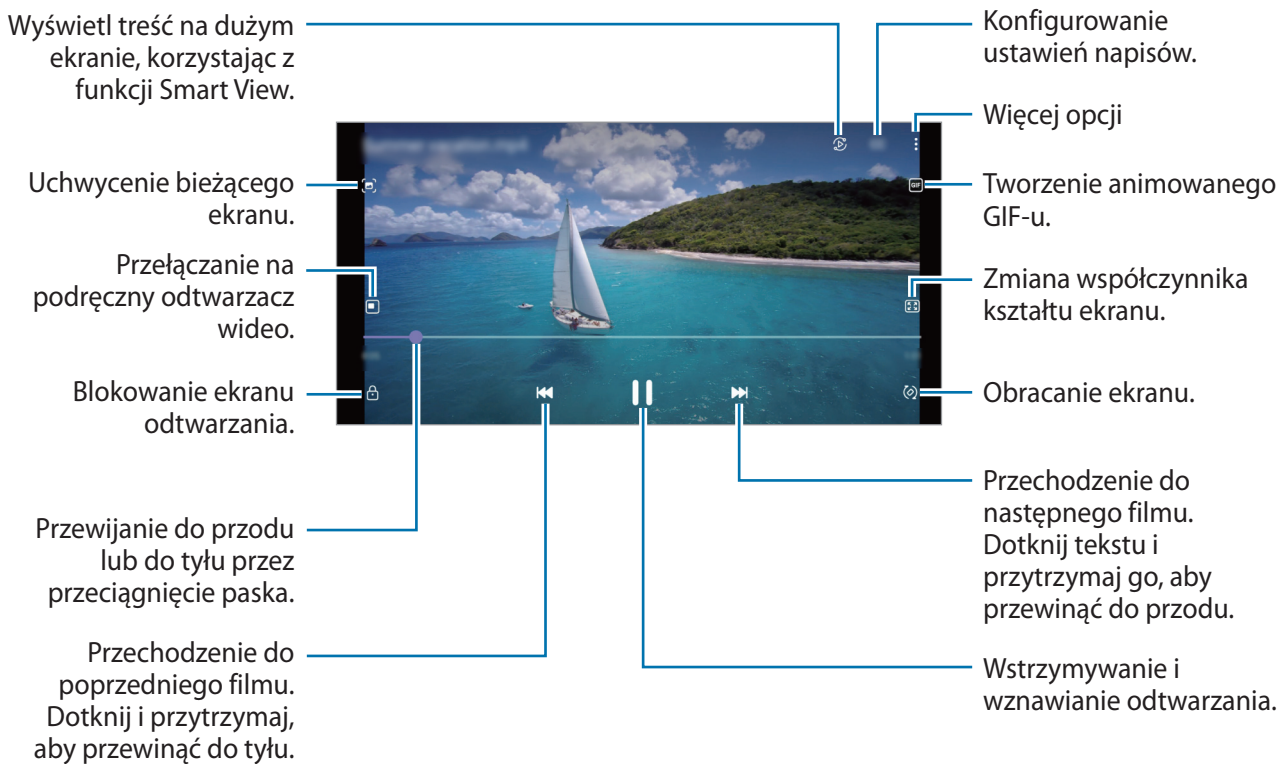 Wyświetl treść na dużym
ekranie, korzystając z
funkcji Smart View.
Konfigurowanie
ustawień napisów.
Więcej opcji
Uchwycenie bieżącego
ekranu.
GIF
Tworzenie animowanego
GIF-u.
Przełączanie na
podręczny odtwarzacz
wideo.
Zmiana współczynnika
kształtu ekranu.
Blokowanie ekranu
odtwarzania.
Obracanie ekranu.
Przewijanie do przodu
lub do tyłu przez
przeciągnięcie paska.
Przechodzenie do
następnego filmu.
Dotknij tekstu i
przytrzymaj go, aby
przewinąć do przodu.
Przechodzenie do
poprzedniego filmu.
Dotknij i przytrzymaj,
aby przewinąć do tyłu.
Wstrzymywanie i
wznawianie odtwarzania.